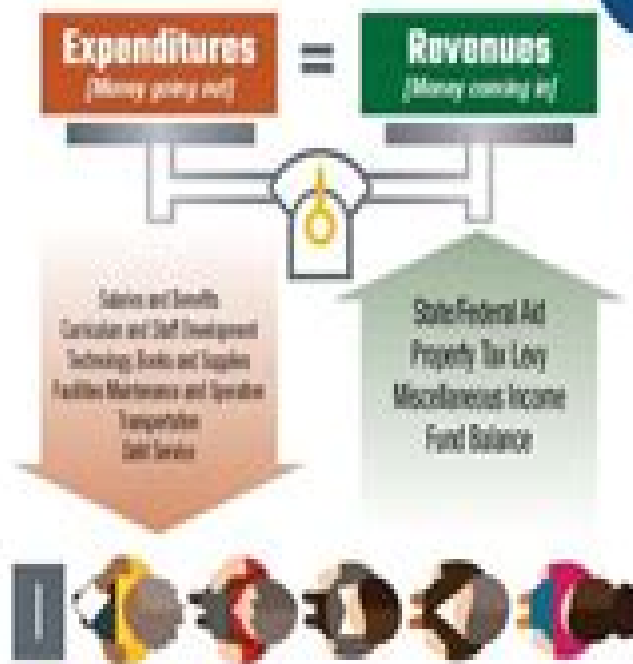 Expenditures
[Money going out]
=
Revenues
[Money coming in]
Salaries and Benefits
Curriculum and Staff Development
Technology, Books and Supplies
Facilities Maintenance and Operation
Transportation
Debt Service
State/Federal Aid
Property Tax Levy
Miscellaneous Income
Fund Balance